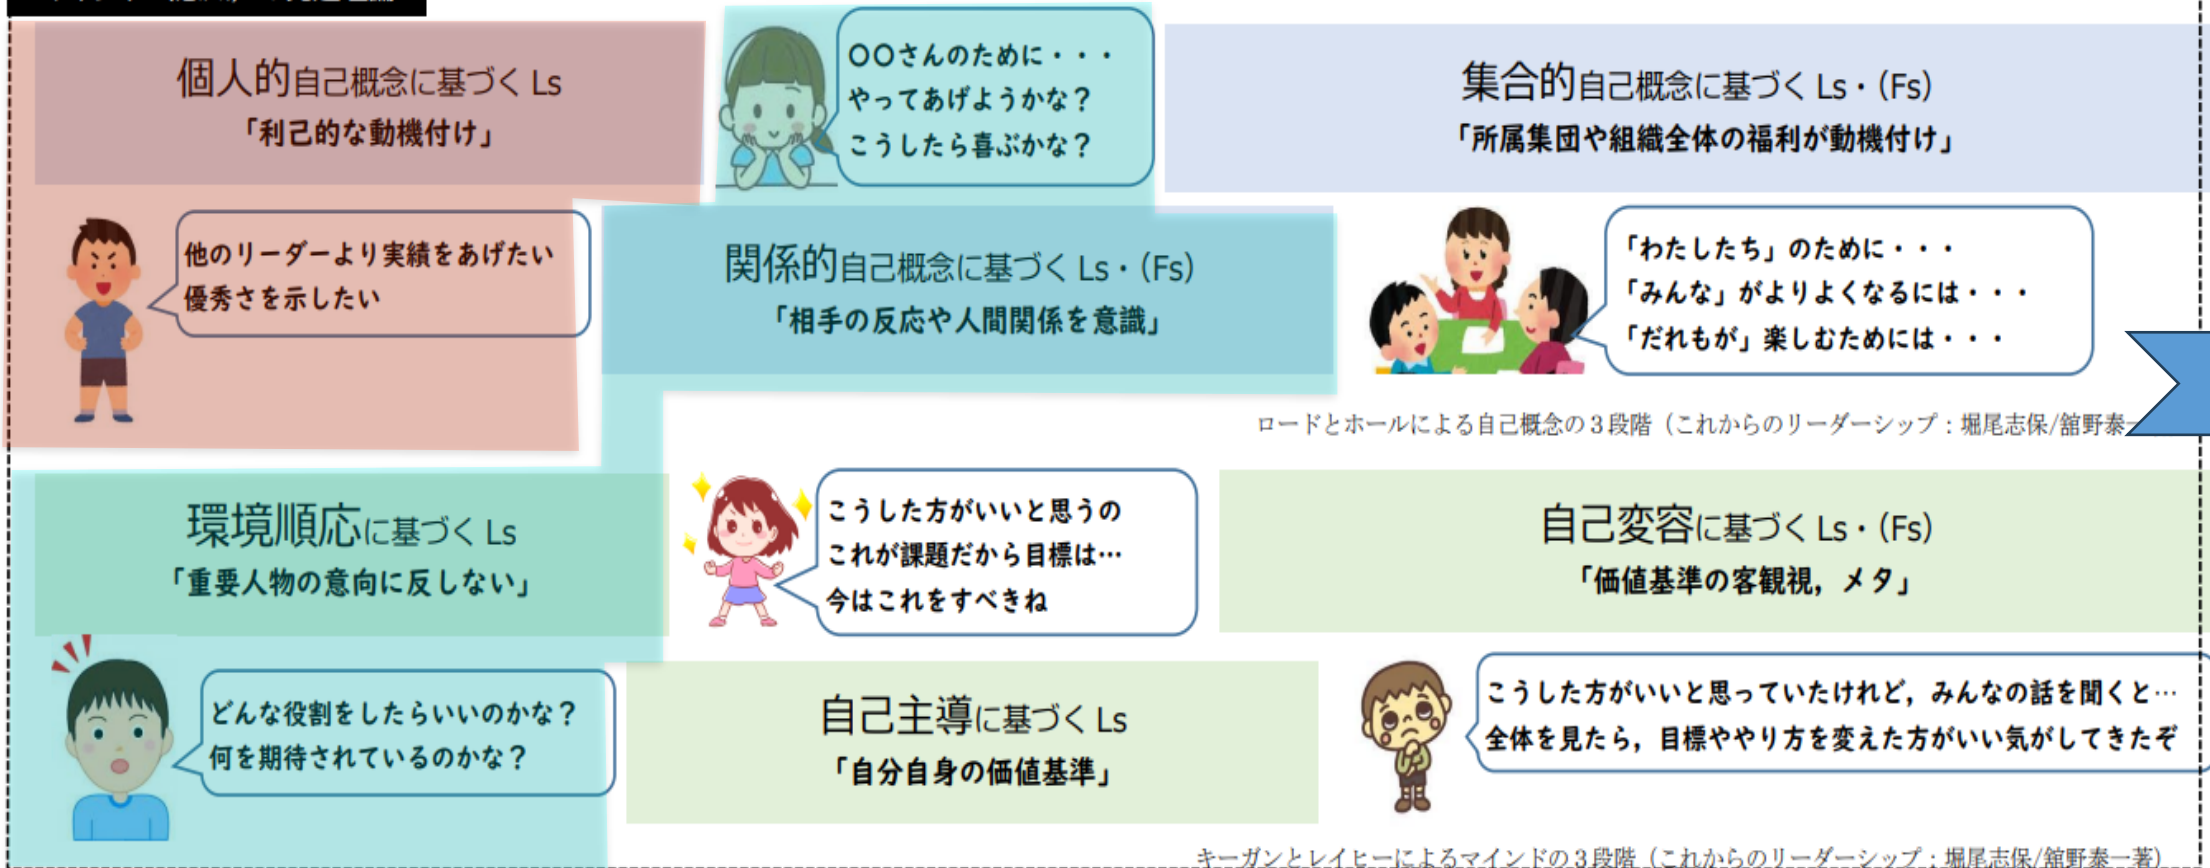 個人的自己概念に基づく Ls
「利己的な動機付け」
〇〇さんのために・・・
やってあげようかな？
こうしたら喜ぶかな？
集合的自己概念に基づく Ls・(Fs)
「所属集団や組織全体の福利が動機付け」
他のリーダーより実績をあげたい
優秀さを示したい
関係的自己概念に基づく Ls・(Fs)
「相手の反応や人間関係を意識」
「わたしたち」のために・・・
「みんな」がよりよくなるには・・・
「だれもが」楽しむためには・・・
ロードとホールによる自己概念の３段階（これからのリーダーシップ：堀尾志保/舘野泰一
環境順応に基づく Ls
「重要人物の意向に反しない」
こうした方がいいと思うの
これが課題だから目標は…
今はこれをすべきね
自己変容に基づく Ls・(Fs)
「価値基準の客観視，メタ」
どんな役割をしたらいいのかな？
何を期待されているのかな？
自己主導に基づく Ls
「自分自身の価値基準」
こうした方がいいと思っていたけれど，みんなの話を聞くと…
全体を見たら，目標ややり方を変えた方がいい気がしてきたぞ
キーガンとレイヒーによるマインドの３段階（これからのリーダーシップ：堀尾志保/舘野泰一著）